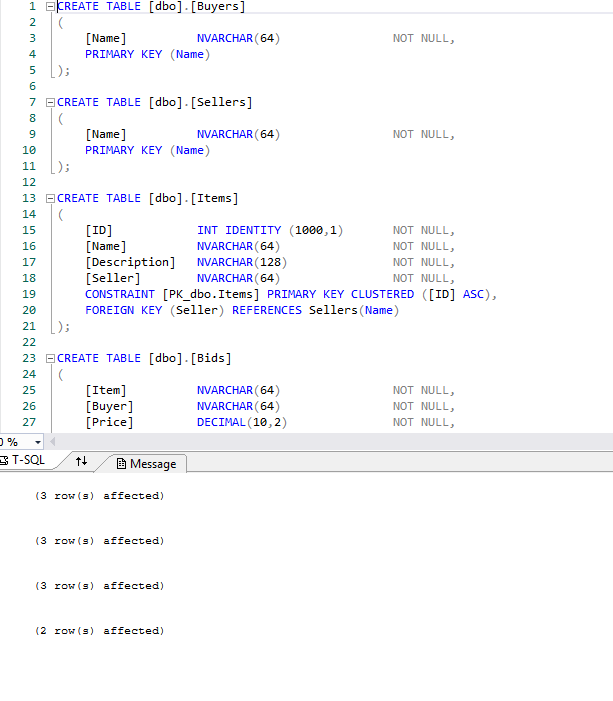 1 CREATE TABLE [dbo].[Buyers]
2 (
3 [Name] NVARCHAR(64) NOT NULL,
4 PRIMARY KEY (Name)
5 );
6
7 CREATE TABLE [dbo].[Sellers]
8 (
9 [Name] NVARCHAR(64) NOT NULL,
10 PRIMARY KEY (Name)
11 );
12
13 CREATE TABLE [dbo].[Items]
14 (
15 [ID] INT IDENTITY (1000,1) NOT NULL,
16 [Name] NVARCHAR(64) NOT NULL,
17 [Description] NVARCHAR(128) NOT NULL,
18 [Seller] NVARCHAR(64) NOT NULL,
19 CONSTRAINT [PK_dbo.Items] PRIMARY KEY CLUSTERED ([ID] ASC),
20 FOREIGN KEY (Seller) REFERENCES Sellers(Name)
21 );
22
23 CREATE TABLE [dbo].[Bids]
24 (
25 [Item] NVARCHAR(64) NOT NULL,
26 [Buyer] NVARCHAR(64) NOT NULL,
27 [Price] DECIMAL(10,2) NOT NULL,
0 %
T-SQL Message
(3 row(s) affected)
(3 row(s) affected)
(3 row(s) affected)
(2 row(s) affected)